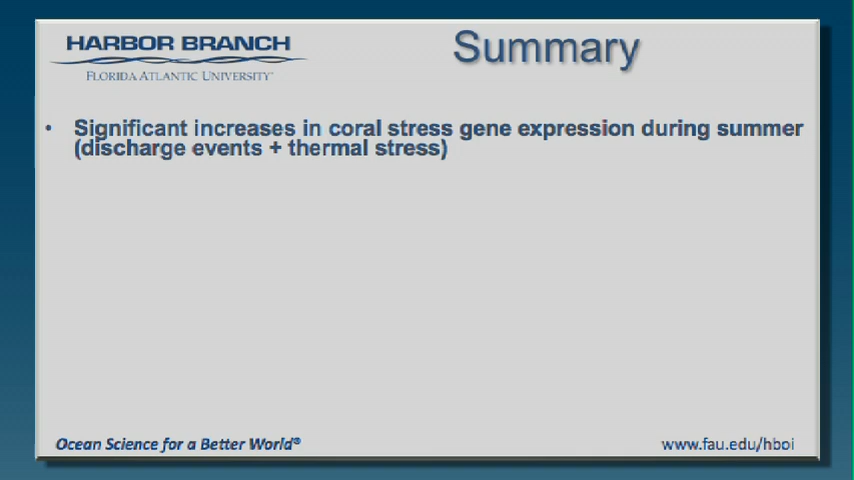 HARBOR BRANCH
FLORIDA ATLANTIC UNIVERSITY
Summary
• Significant increases in coral stress gene expression during summer
(discharge events + thermal stress)
Ocean Science for a Better World®
www.fau.edu/hboi